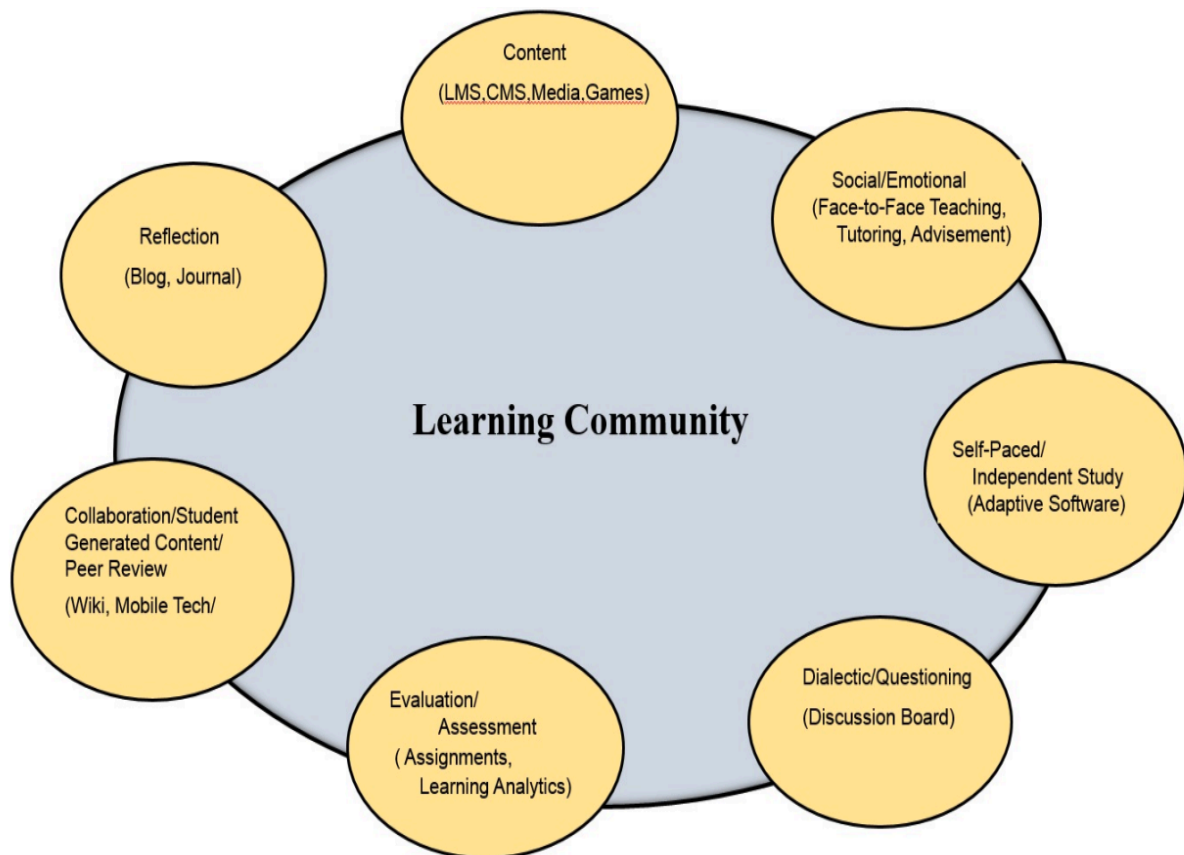 Content
(LMS,CMS,Media,Games)
Social/Emotional
(Face-to-Face Teaching,
Tutoring, Advisement)
Reflection
(Blog, Journal)
Learning Community
Self-Paced/
Independent Study
(Adaptive Software)
Collaboration/Student
Generated Content/
Peer Review
(Wiki, Mobile Tech/
Dialectic/Questioning
(Discussion Board)
Evaluation/
Assessment
( Assignments,
Learning Analytics)